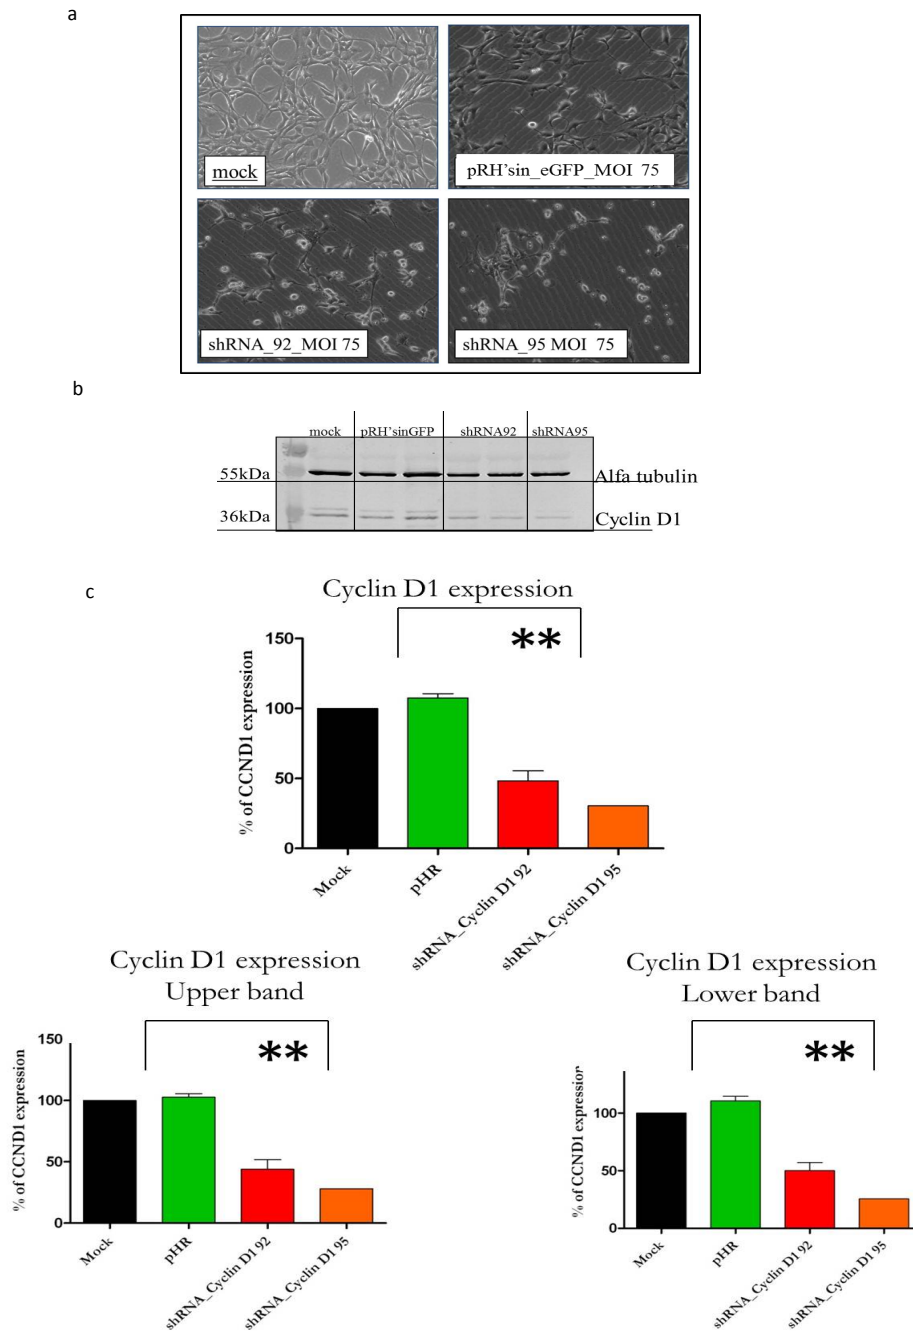 a
mock
pRH'sin_eGFP_MOI 75
shRNA_92_MOI 75
shRNA_95 MOI 75
b
mock
pRH'sinGFP
shRNA92
shRNA95
55kDa
Alfa tubulin
36kDa
Cyclin D1
c
Cyclin D1 expression
**
150
100
50
0
% of CCND1 expression
Mock
pHR
shRNA_Cyclin D1 92
shRNA_Cyclin D1 95
Cyclin D1 expression
Upper band
**
150
100
50
0
% of CCND1 expression
Mock
pHR
shRNA_Cyclin D1 92
shRNA_Cyclin D1 95
Cyclin D1 expression
Lower band
**
100
50
0
% of CCND1 expression
Mock
pHR
shRNA_Cyclin D1 92
shRNA_Cyclin D1 95